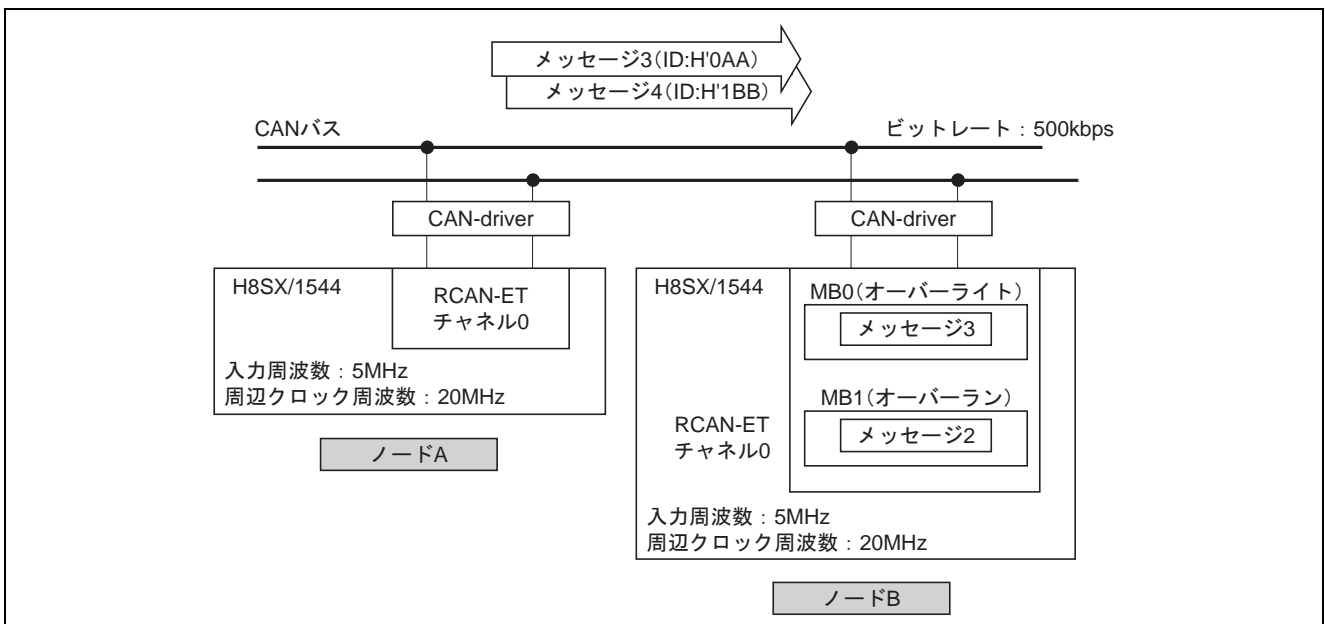 メッセージ3(ID:H'0AA)
メッセージ4(ID:H'1BB)
CANバス
ビットレート:500kbps
CAN-driver
CAN-driver
H8SX/1544
RCAN-ET
チャネル0
入力周波数:5MHz
周辺クロック周波数:20MHz
ノードA
H8SX/1544
MB0(オーバーライト)
メッセージ3
MB1(オーバーラン)
メッセージ2
RCAN-ET
チャネル0
入力周波数:5MHz
周辺クロック周波数:20MHz
ノードB